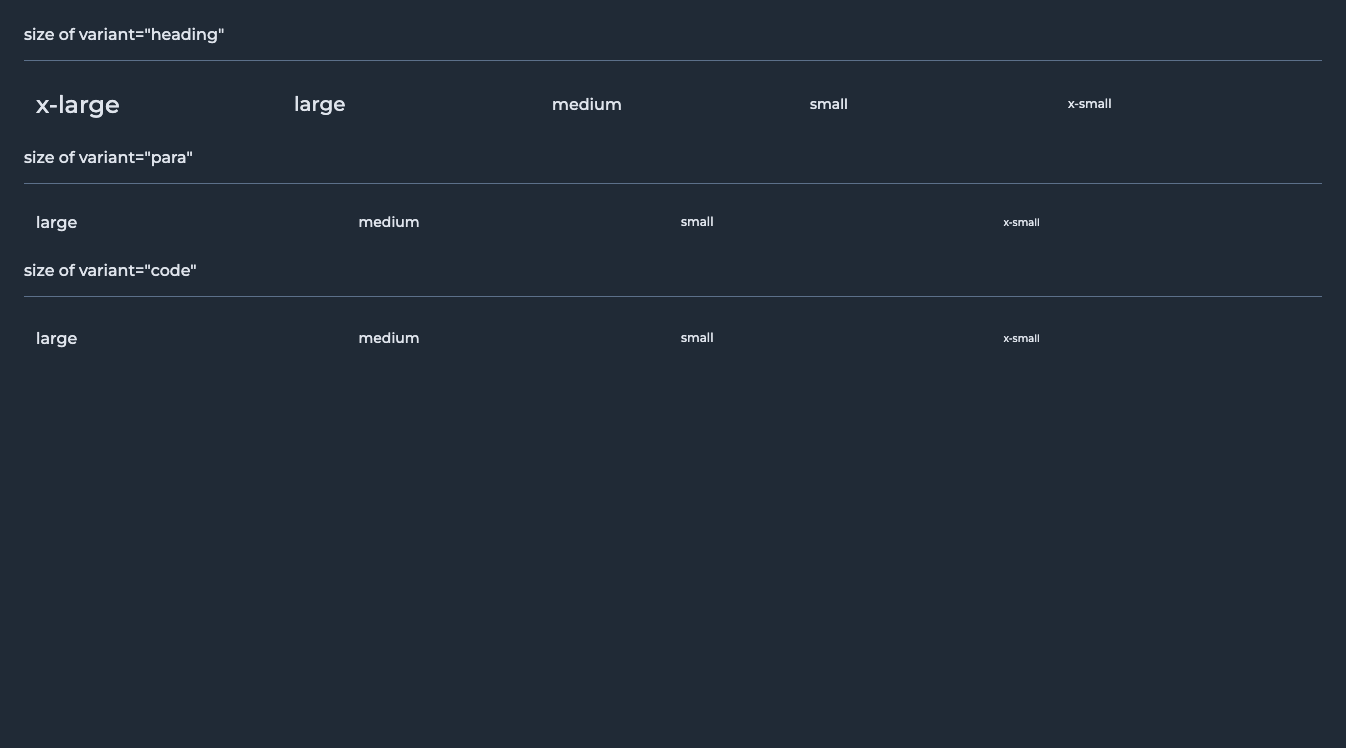 size of variant="heading"
x-large large medium small x-small
size of variant="para"
large medium small x-small
size of variant="code"
large medium small x-small